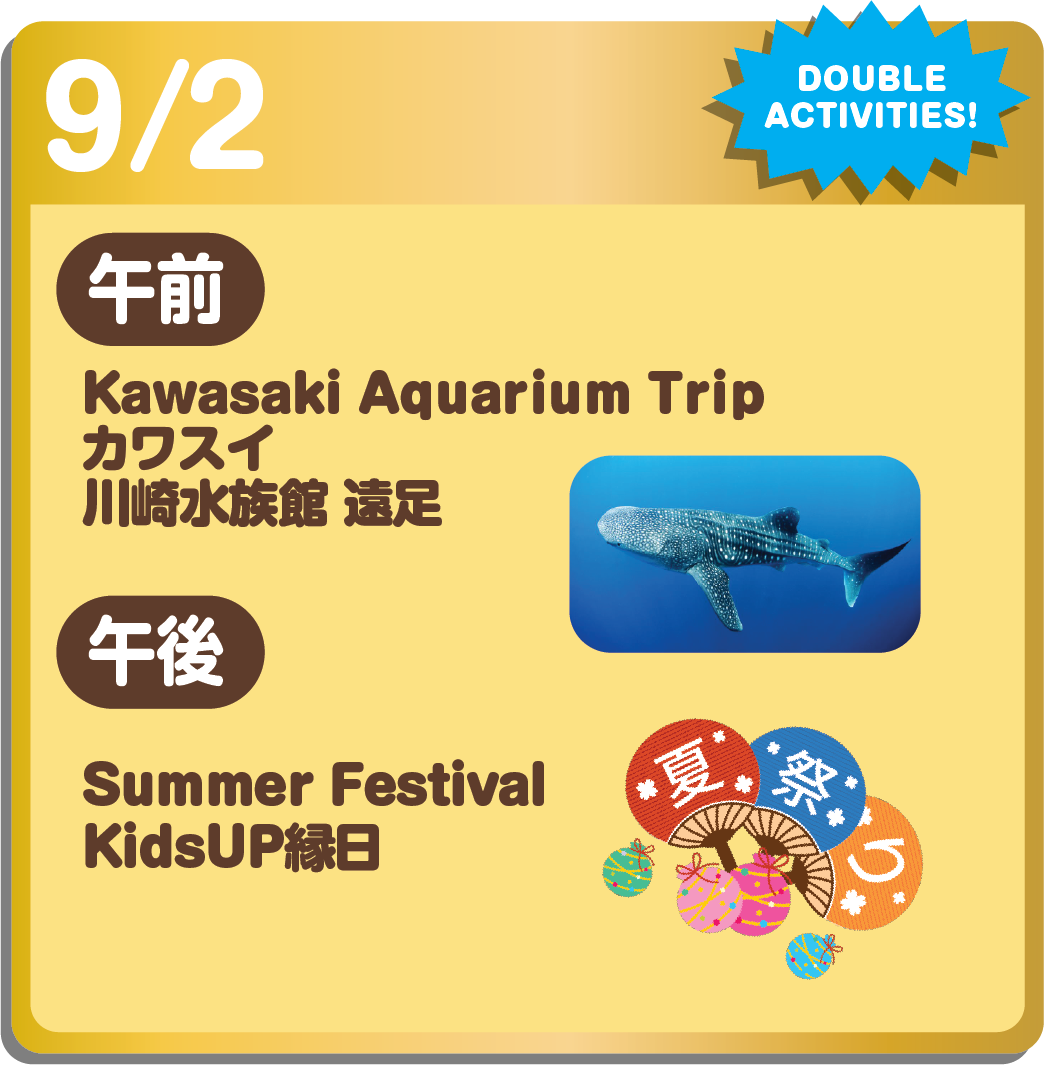 9/2
DOUBLE
ACTIVITIES!
午前
Kawasaki Aquarium Trip
カワスイ
川崎水族館 遠足
午後
Summer Festival
KidsUP縁日
夏祭り